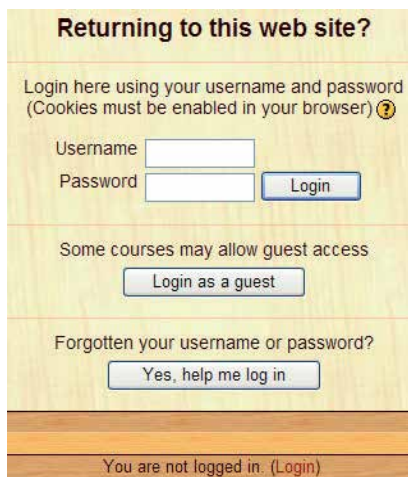 Returning to this web site?
Login here using your username and password
(Cookies must be enabled in your browser) ?
Username
Password Login
Some courses may allow guest access
Login as a guest
Forgotten your username or password?
Yes, help me log in
You are not logged in. (Login)